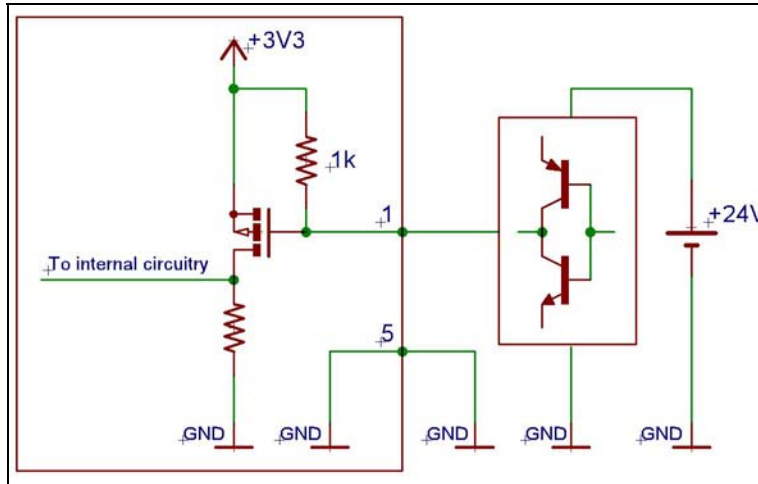 +3V3
1k
1
+24V
To internal circuitry
5
GND
GND
GND
GND
GND